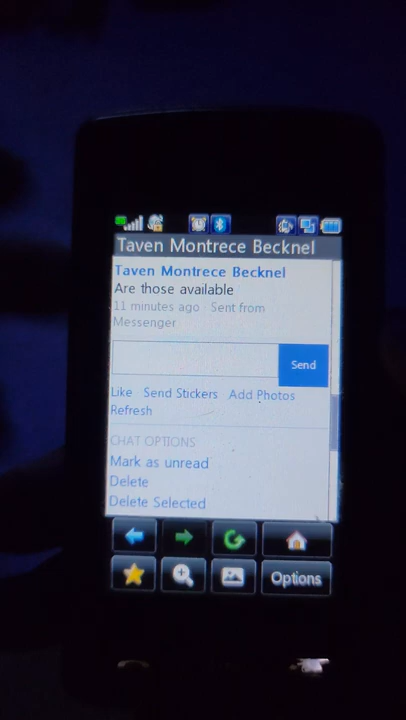 Taven Montrece Becknel
Taven Montrece Becknel
Are those available
11 minutes ago · Sent from
Messenger
Send
Like Send Stickers Add Photos
Refresh
CHAT OPTIONS
Mark as unread
Delete
Delete Selected
Options